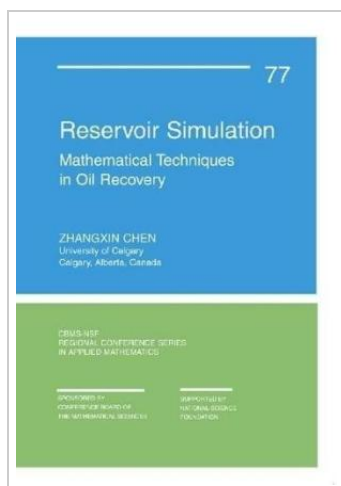 77
Reservoir Simulation
Mathematical Techniques
in Oil Recovery
ZHANGXIN CHEN
University of Calgary
Calgary, Alberta, Canada
CBMS-NSF
REGIONAL CONFERENCE SERIES
IN APPLIED MATHEMATICS
SPONSORED BY
CONFERENCE BOARD OF
THE MATHEMATICAL SCIENCES
SUPPORTED BY
NATIONAL SCIENCE
FOUNDATION